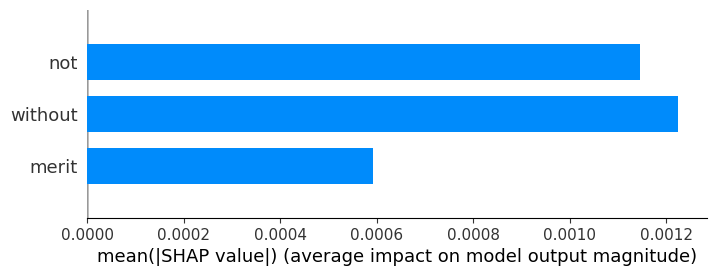 not
without
merit
0.0000 0.0002 0.0004 0.0006 0.0008 0.0010 0.0012
mean(|SHAP value|) (average impact on model output magnitude)